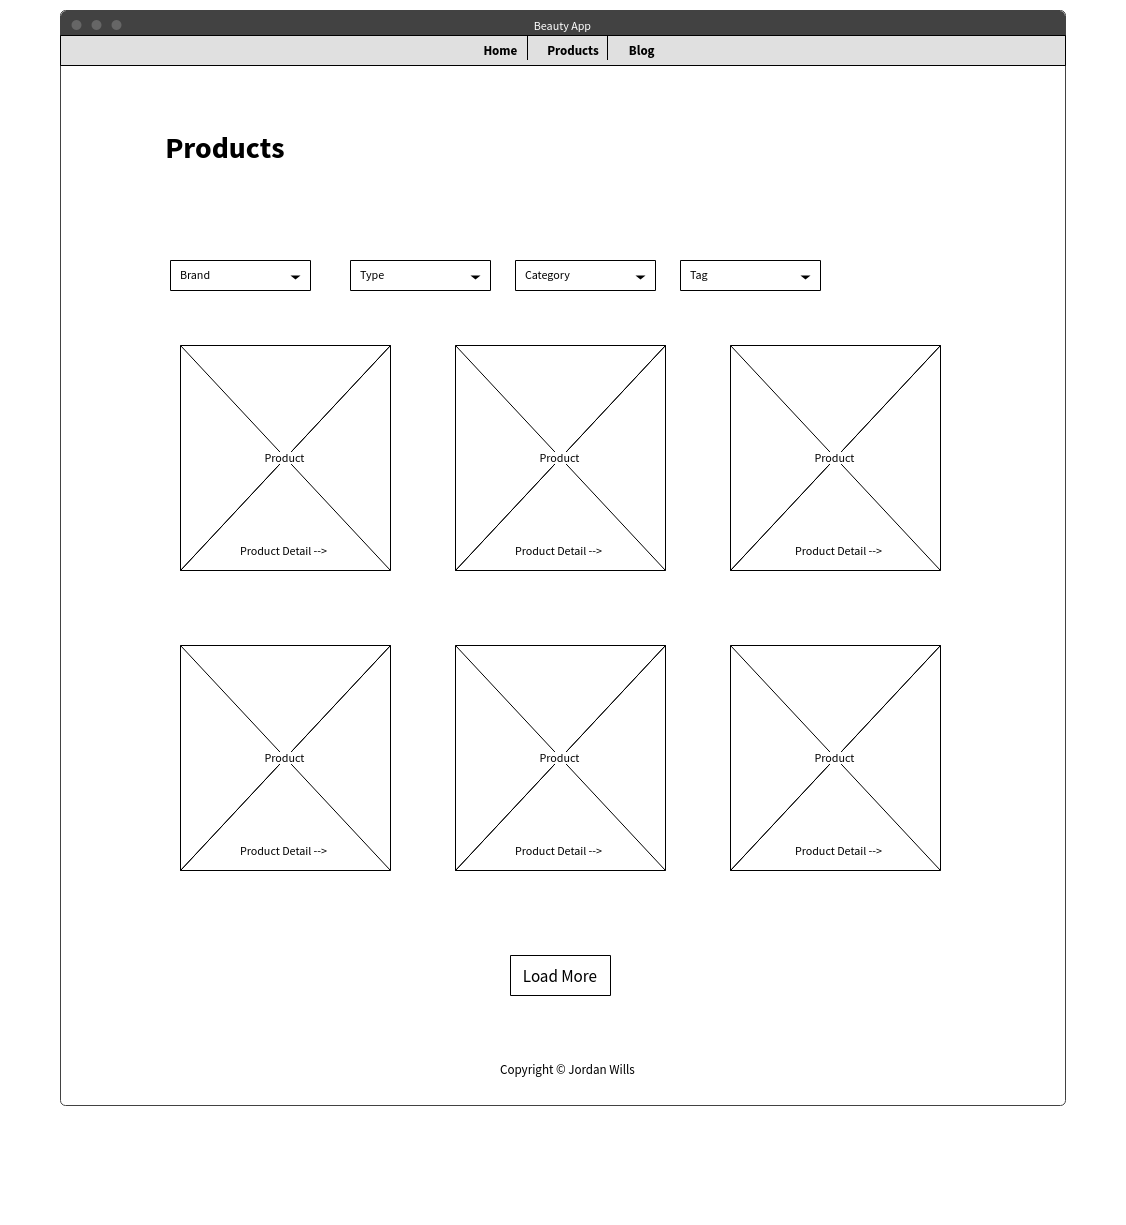 Beauty App
Home Products Blog
Products
Brand Type Category Tag
Product Product Product
Product Detail --> Product Detail --> Product Detail -->
Product Product Product
Product Detail --> Product Detail --> Product Detail -->
Load More
Copyright © Jordan Wills